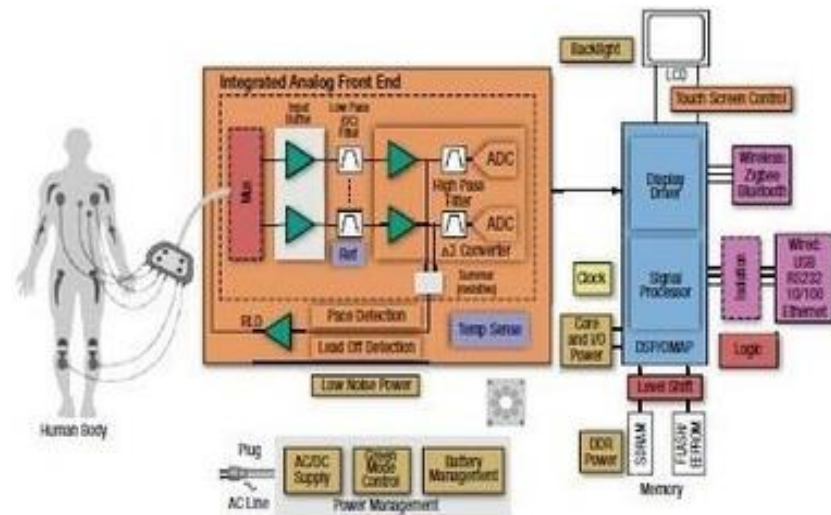 Backlight
LCD
Touch Screen Control
Integrated Analog Front End
Input
Buffer
Low Pass
Filter
Mux
ADC
High Pass
Filter
ADC
Ref
Converter
Summer
RLD
Pace Detection
Lead Off Detection
Temp Sense
Low Noise Power
Human Body
Display
Driver
Wireless:
Zigbee
Bluetooth
Clock
Signal
Processor
Isolation
Wired:
USB
RS232
10/100
Ethernet
Core
and I/O
Power
DSP/OMAP
Logic
Level Shift
DDR
Power
SDRAM
FLASH/
EEPROM
Memory
Plug
AC Line
AC/DC
Supply
Green
Mode
Control
Battery
Management
Power Management